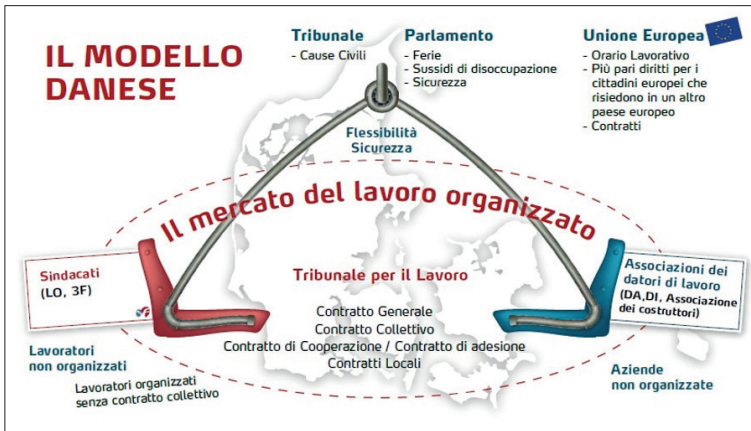 IL MODELLO
DANESE
Tribunale
- Cause Civili
Parlamento
- Ferie
- Sussidi di disoccupazione
- Sicurezza
Unione Europea
- Orario Lavorativo
- Più pari diritti per i
cittadini europei che
risiedono in un altro
paese europeo
- Contratti
Flessibilità
Sicurezza
Il mercato del lavoro organizzato
Sindacati
(LO, 3F)
Tribunale per il Lavoro
Associazioni dei
datori di lavoro
(DA,DI, Associazione
dei costruttori)
Contratto Generale
Contratto Collettivo
Contratto di Cooperazione / Contratto di adesione
Contratti Locali
Lavoratori
non organizzati
Lavoratori organizzati
senza contratto collettivo
Aziende
non organizzate